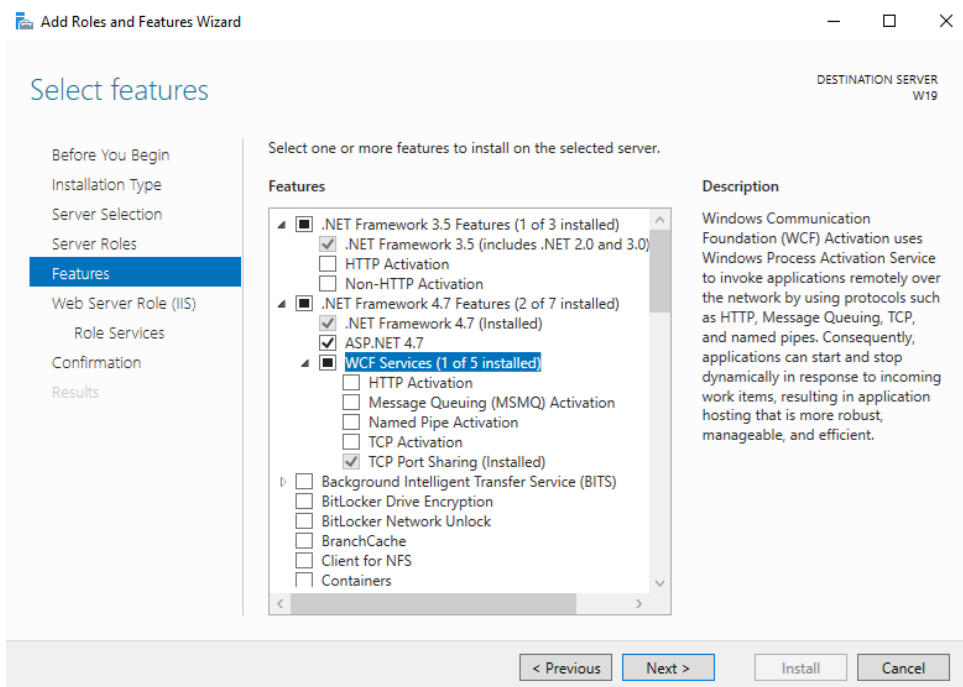 Add Roles and Features Wizard
Select features
DESTINATION SERVER
W19
Before You Begin
Installation Type
Server Selection
Server Roles
Features
Web Server Role (IIS)
Role Services
Confirmation
Results
Select one or more features to install on the selected server.
Features
.NET Framework 3.5 Features (1 of 3 installed)
.NET Framework 3.5 (includes .NET 2.0 and 3.0)
HTTP Activation
Non-HTTP Activation
.NET Framework 4.7 Features (2 of 7 installed)
.NET Framework 4.7 (Installed)
ASP.NET 4.7
WCF Services (1 of 5 installed)
HTTP Activation
Message Queuing (MSMQ) Activation
Named Pipe Activation
TCP Activation
TCP Port Sharing (Installed)
Background Intelligent Transfer Service (BITS)
BitLocker Drive Encryption
BitLocker Network Unlock
BranchCache
Client for NFS
Containers
Description
Windows Communication
Foundation (WCF) Activation uses
Windows Process Activation Service
to invoke applications remotely over
the network by using protocols such
as HTTP, Message Queuing, TCP,
and named pipes. Consequently,
applications can start and stop
dynamically in response to incoming
work items, resulting in application
hosting that is more robust,
manageable, and efficient.
< Previous
Next >
Install
Cancel